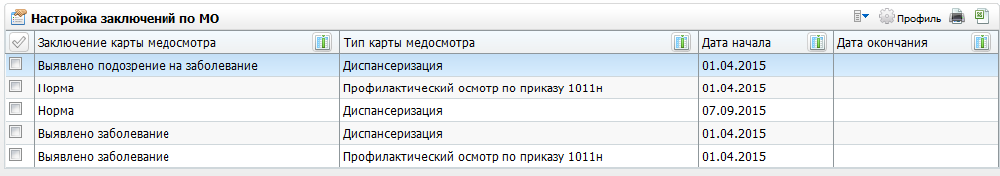 Настройка заключений по МО Профиль
Заключение карты медосмотра Тип карты медосмотра Дата начала Дата окончания
Выявлено подозрение на заболевание Диспансеризация 01.04.2015
Норма Профилактический осмотр по приказу 1011н 01.04.2015
Норма Диспансеризация 07.09.2015
Выявлено заболевание Диспансеризация 01.04.2015
Выявлено заболевание Профилактический осмотр по приказу 1011н 01.04.2015